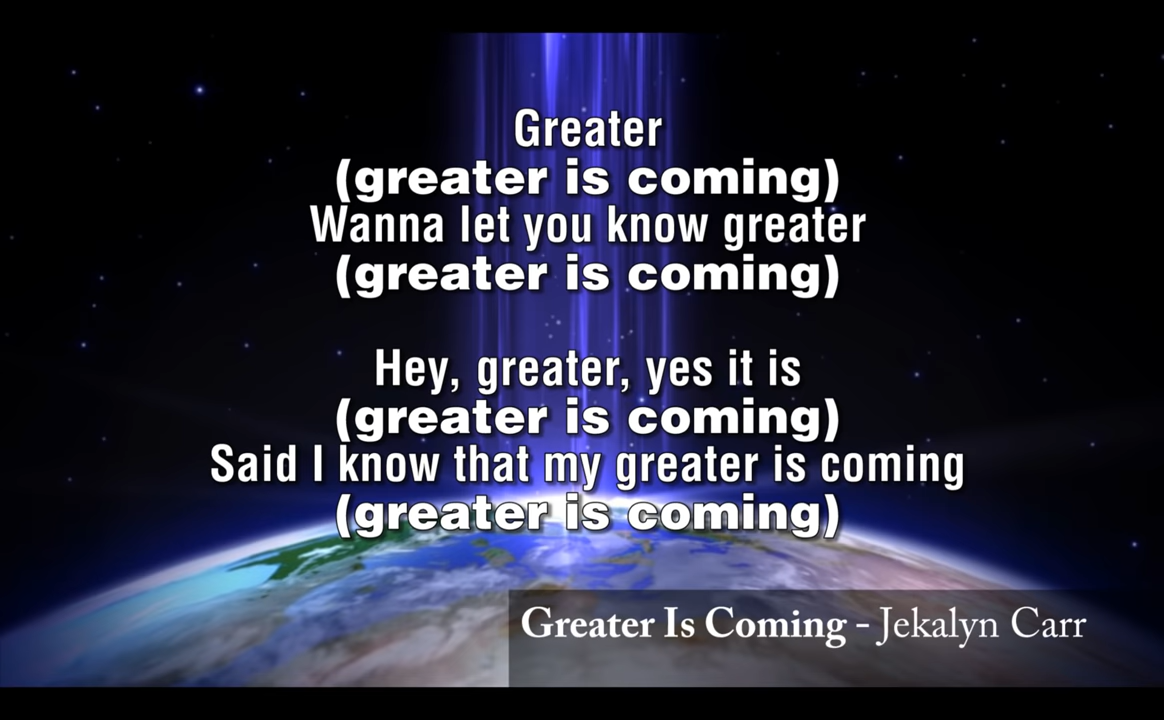 Greater
(greater is coming)
Wanna let you know greater
(greater is coming)
Hey, greater, yes it is
(greater is coming)
Said I know that my greater is coming
(greater is coming)
Greater Is Coming - Jekalyn Carr